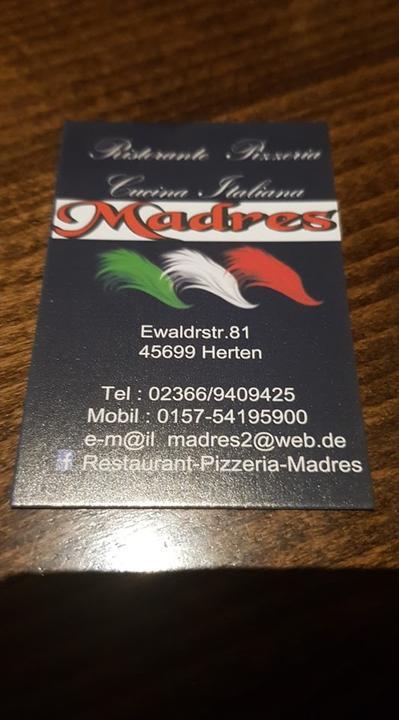 Ristorante Pizzeria
Cucina Italiana
Madres
Ewaldrstr.81
45699 Herten
Tel : 02366/9409425
Mobil : 0157-54195900
e-m@il madres2@web.de
f Restaurant-Pizzeria-Madres